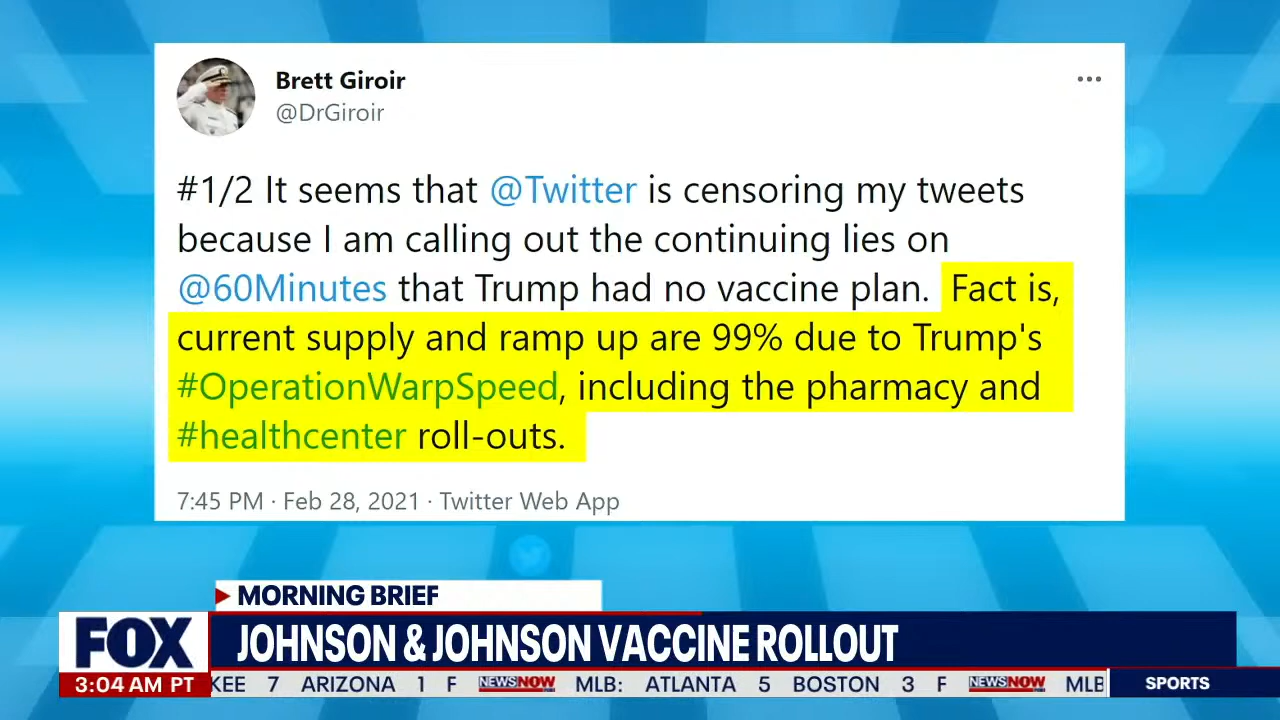 Brett Giroir
@DrGiroir
#1/2 It seems that @Twitter is censoring my tweets
because I am calling out the continuing lies on
@60Minutes that Trump had no vaccine plan. Fact is,
current supply and ramp up are 99% due to Trump's
#OperationWarpSpeed, including the pharmacy and
#healthcenter roll-outs.
7:45 PM · Feb 28, 2021 · Twitter Web App
MORNING BRIEF
FOX
JOHNSON & JOHNSON VACCINE ROLLOUT
3:04 AM PT
KEE 7 ARIZONA 1 F NEWSNOW MLB: ATLANTA 5 BOSTON 3 F NEWSNOW MLB
SPORTS